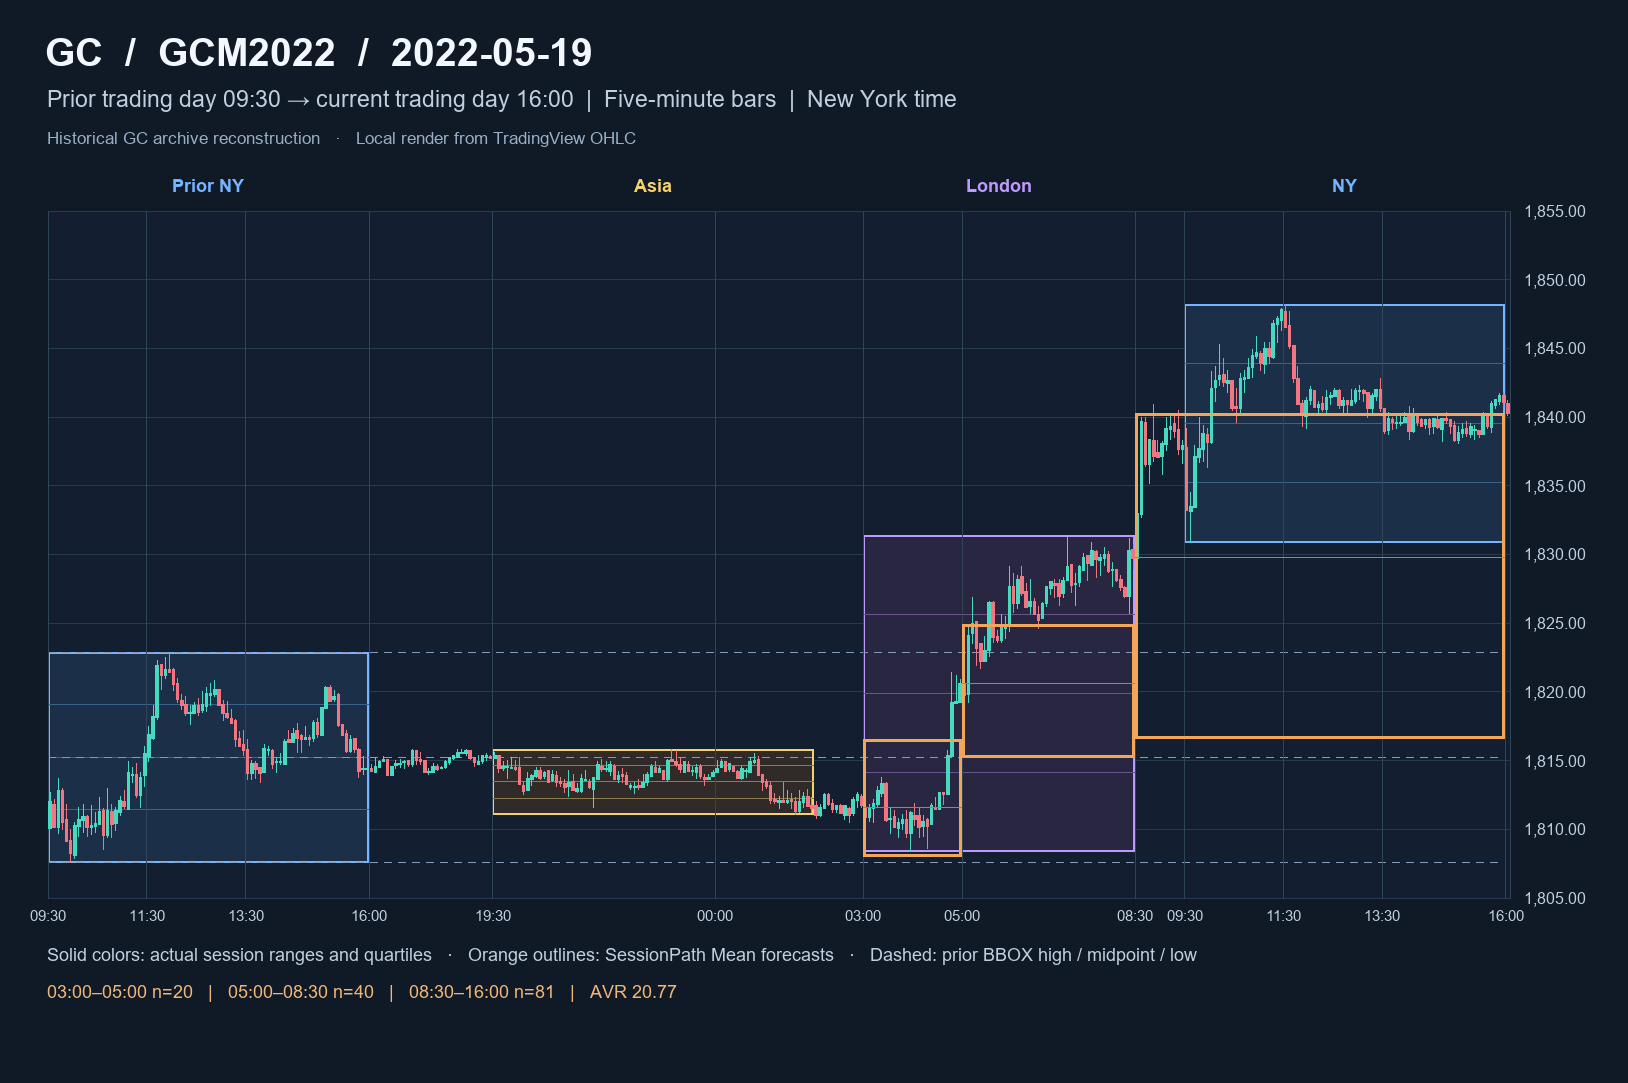 GC / GCM2022 / 2022-05-19
Prior trading day 09:30 → current trading day 16:00 | Five-minute bars | New York time
Historical GC archive reconstruction · Local render from TradingView OHLC
Prior NY Asia London NY
1,855.00
1,850.00
1,845.00
1,840.00
1,835.00
1,830.00
1,825.00
1,820.00
1,815.00
1,810.00
1,805.00
09:30 11:30 13:30 16:00 19:30 00:00 03:00 05:00 08:30 09:30 11:30 13:30 16:00
Solid colors: actual session ranges and quartiles · Orange outlines: SessionPath Mean forecasts · Dashed: prior BBOX high / midpoint / low
03:00–05:00 n=20 | 05:00–08:30 n=40 | 08:30–16:00 n=81 | AVR 20.77